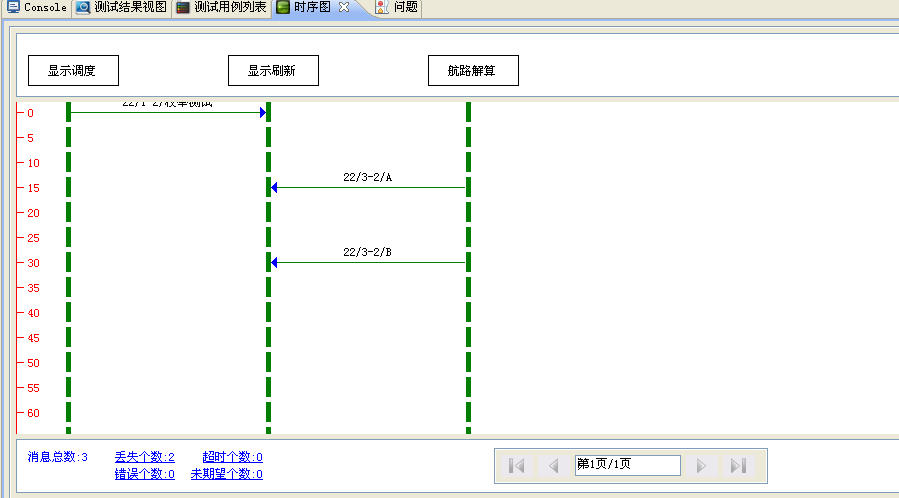 Console 测试结果视图 测试用例列表 时序图 问题
显示调度 显示刷新 航路解算
22/1-2/枚举测试
0
5
10
22/3-2/A
15
20
25
22/3-2/B
30
35
40
45
50
55
60
消息总数:3 丢失个数:2 超时个数:0
错误个数:0 未期望个数:0
第1页/1页